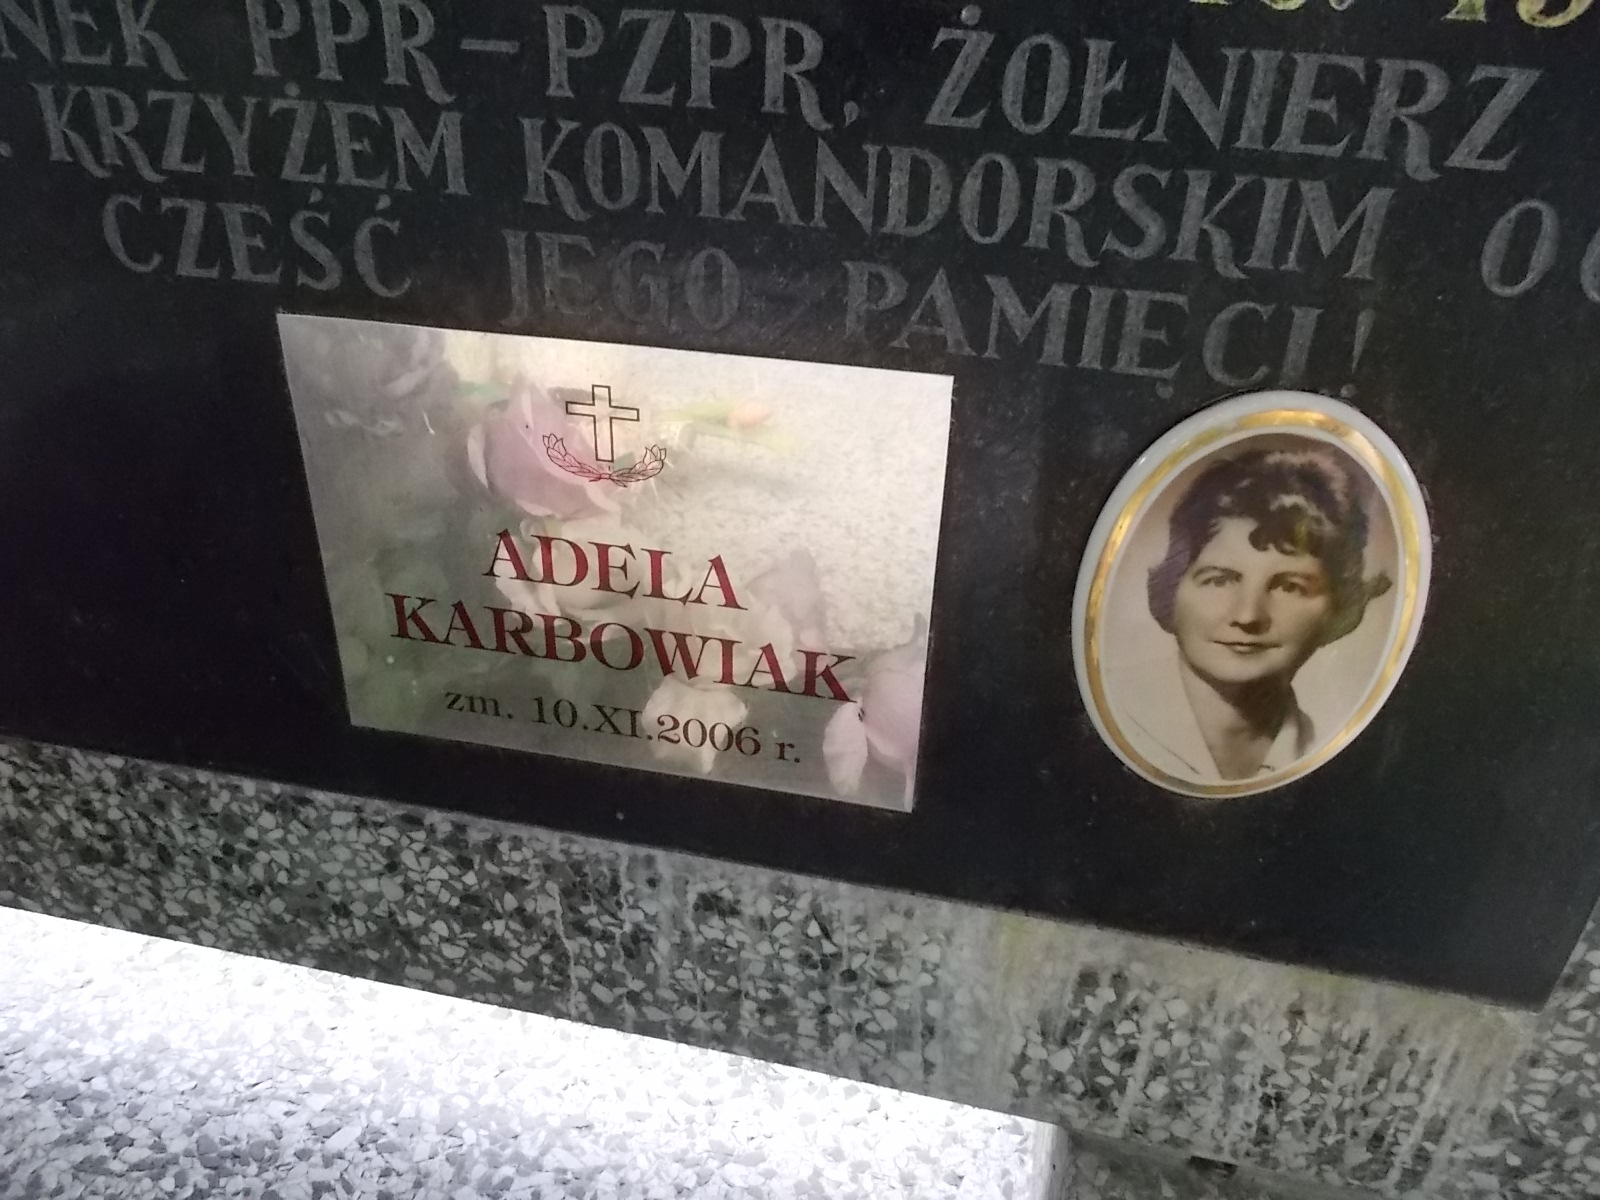 PPR-PZPR, ŻOŁNIERZ
KRZYŻEM KOMANDORSKIM
CZEŚĆ JEGO PAMIĘCI!
ADELA
KARBOWIAK
zm. 10.XI.2006 r.